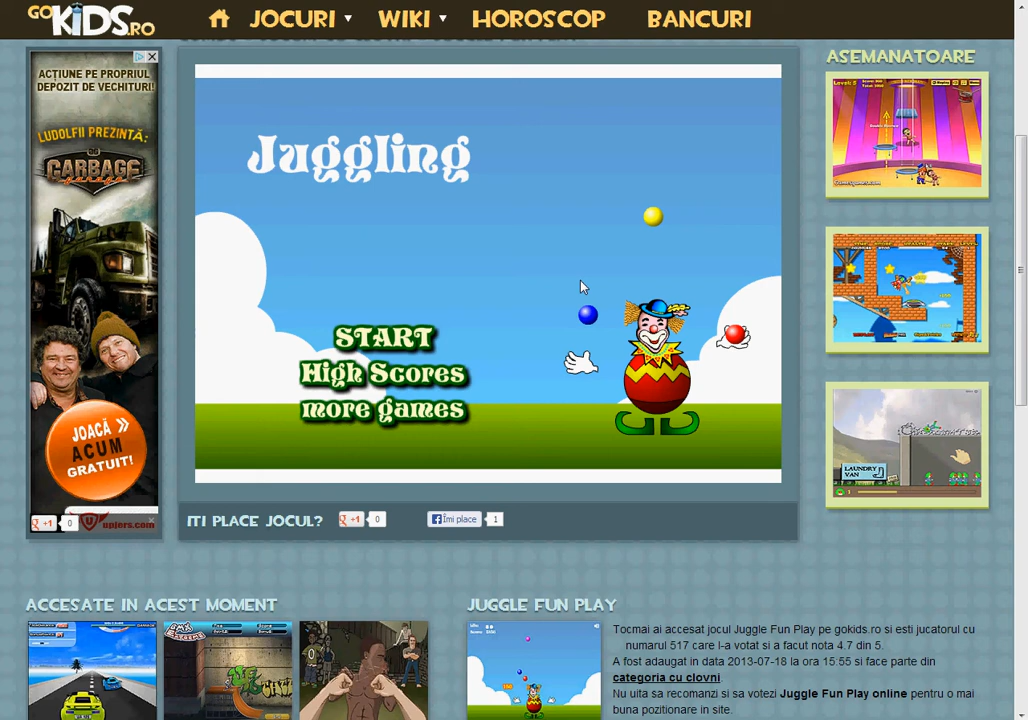 GO KIDS.RO
JOCURI WIKI HOROSCOP BANCURI
ACȚIUNE PE PROPRIUL
DEPOZIT DE VECHITURI!
LUDOLFII PREZINTĂ:
GARBAGE
garage
JOACĂ
ACUM
GRATUIT!
+1 0
upjers.com
Juggling
START
High Scores
more games
ITI PLACE JOCUL? +1 0 Îmi place 1
ASEMANATOARE
LAUNDRY
VAN
ACCESATE IN ACEST MOMENT
JUGGLE FUN PLAY
Tocmai ai accesat jocul Juggle Fun Play pe gokids.ro si esti jucatorul cu
numarul 517 care l-a votat si a facut nota 4.7 din 5.
A fost adaugat in data 2013-07-18 la ora 15:55 si face parte din
categoria cu clovni.
Nu uita sa recomanzi si sa votezi Juggle Fun Play online pentru o mai
buna pozitionare in site.